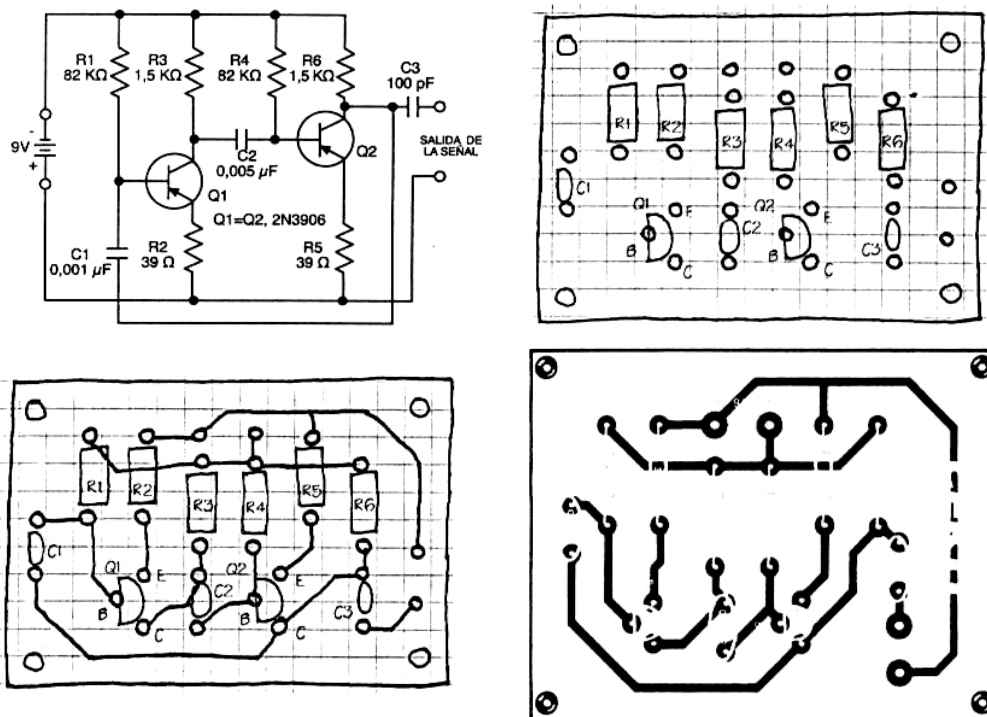 R1
82 KΩ
R3
1,5 KΩ
R4
82 KΩ
R6
1,5 KΩ
C3
100 pF
-
9V
+
C2
0,005 µF
Q2
SALIDA DE
LA SEÑAL
Q1
Q1=Q2, 2N3906
C1
0,001 µF
R2
39 Ω
R5
39 Ω
R1
R2
R3
R4
R5
R6
C1
Q1
E
B
C
C2
Q2
E
B
C
C3
R1
R2
R3
R4
R5
R6
C1
Q1
E
B
C
C2
Q2
E
B
C
C3